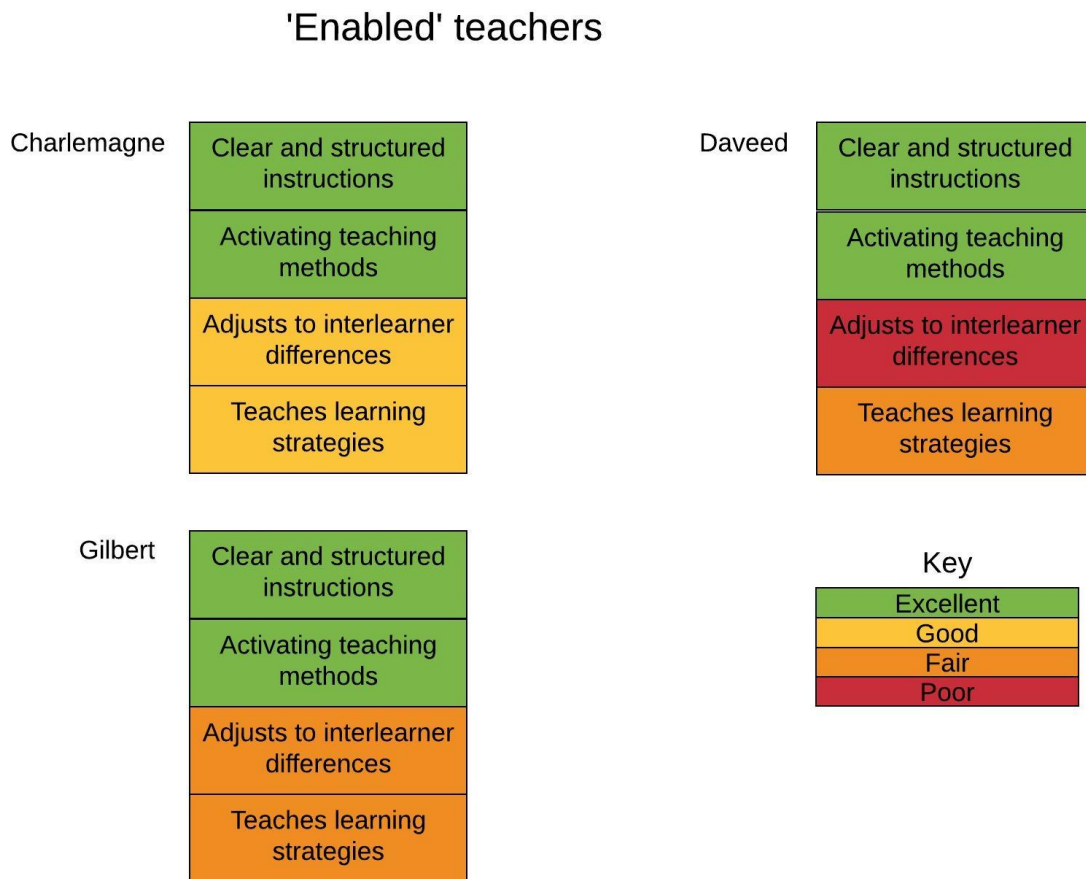 'Enabled' teachers
Charlemagne
Clear and structured
instructions
Activating teaching
methods
Adjusts to interlearner
differences
Teaches learning
strategies
Daveed
Clear and structured
instructions
Activating teaching
methods
Adjusts to interlearner
differences
Teaches learning
strategies
Gilbert
Clear and structured
instructions
Activating teaching
methods
Adjusts to interlearner
differences
Teaches learning
strategies
Key
Excellent
Good
Fair
Poor